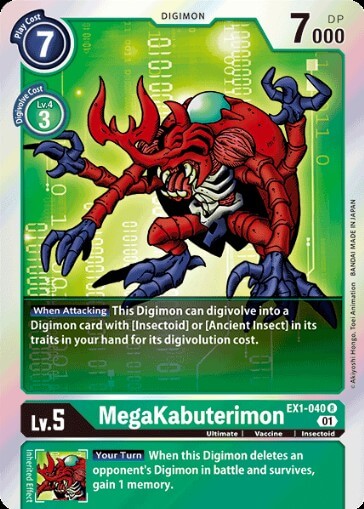 Play Cost
7
DIGIMON
7000
DP
Digivolve Cost
Lv.4
3
When Attacking This Digimon can digivolve into a
Digimon card with [Insectoid] or [Ancient Insect] in its
traits in your hand for its digivolution cost.
© Akiyoshi Hongo, Toei Animation BANDAI MADE IN JAPAN
Lv.5
MegaKabuterimon
EX1-040 R
01
Ultimate | Vaccine | Insectoid
Inherited Effect
Your Turn When this Digimon deletes an
opponent's Digimon in battle and survives,
gain 1 memory.